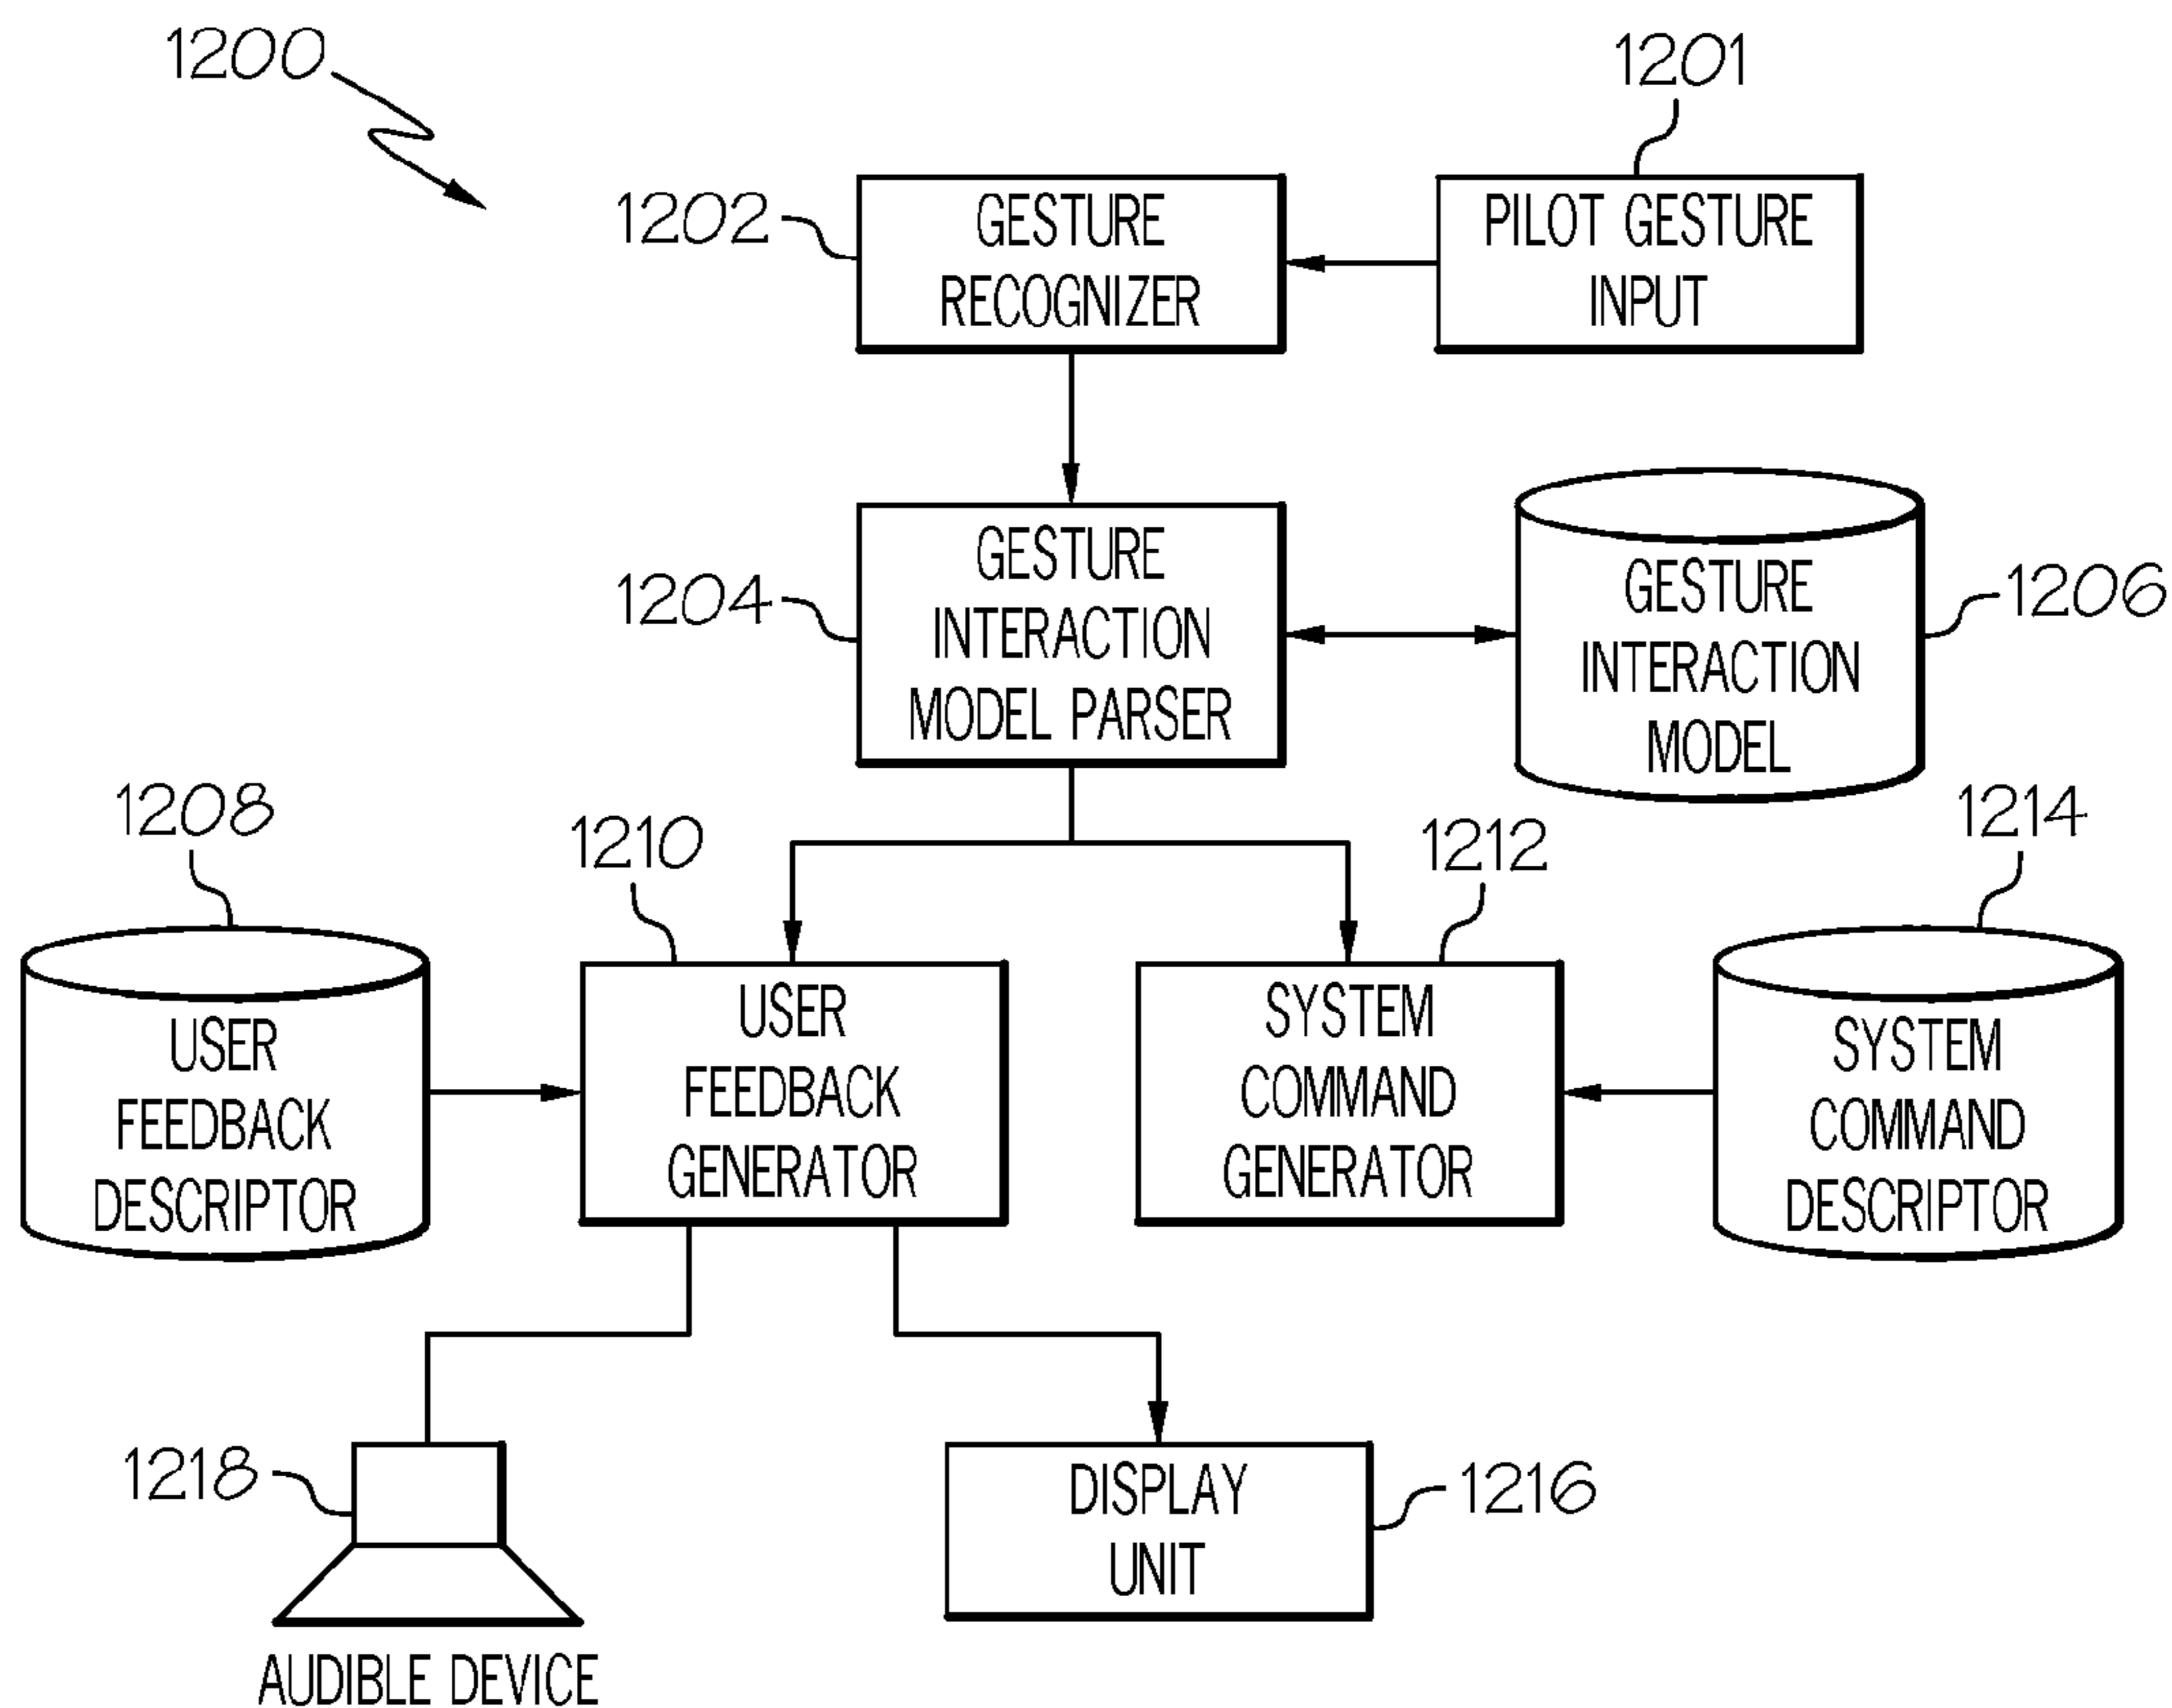 1200
1201
1202
GESTURE
RECOGNIZER
PILOT GESTURE
INPUT
1204
GESTURE
INTERACTION
MODEL PARSER
GESTURE
INTERACTION
MODEL
1206
1208
1210
1212
1214
USER
FEEDBACK
DESCRIPTOR
USER
FEEDBACK
GENERATOR
SYSTEM
COMMAND
GENERATOR
SYSTEM
COMMAND
DESCRIPTOR
1218
AUDIBLE DEVICE
DISPLAY
UNIT
1216